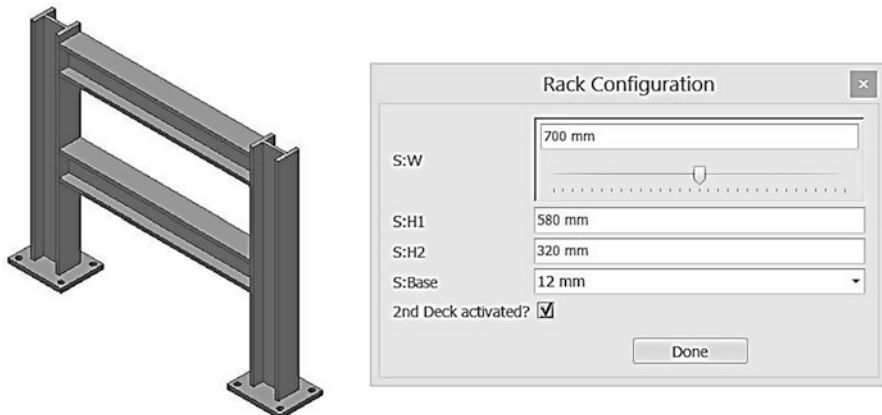 Rack Configuration
S:W
700 mm
S:H1
580 mm
S:H2
320 mm
S:Base
12 mm
2nd Deck activated?
Done